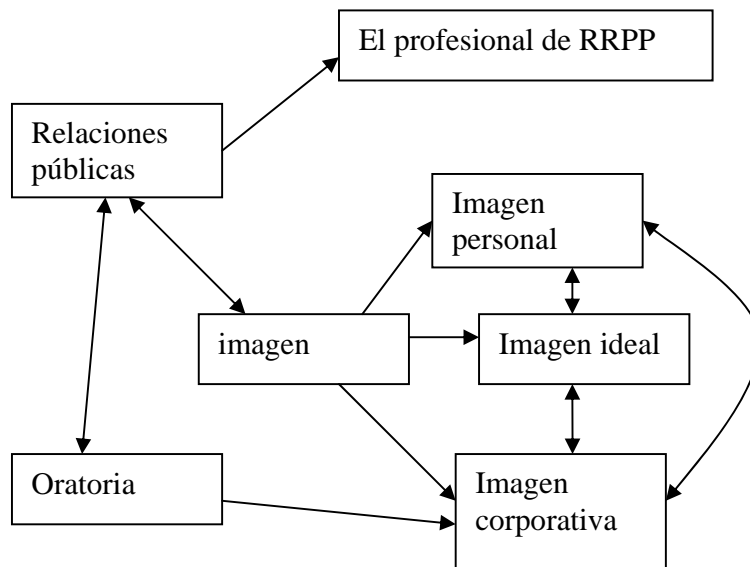 El profesional de RRPP
Relaciones
públicas
Imagen
personal
imagen
Imagen ideal
Oratoria
Imagen
corporativa